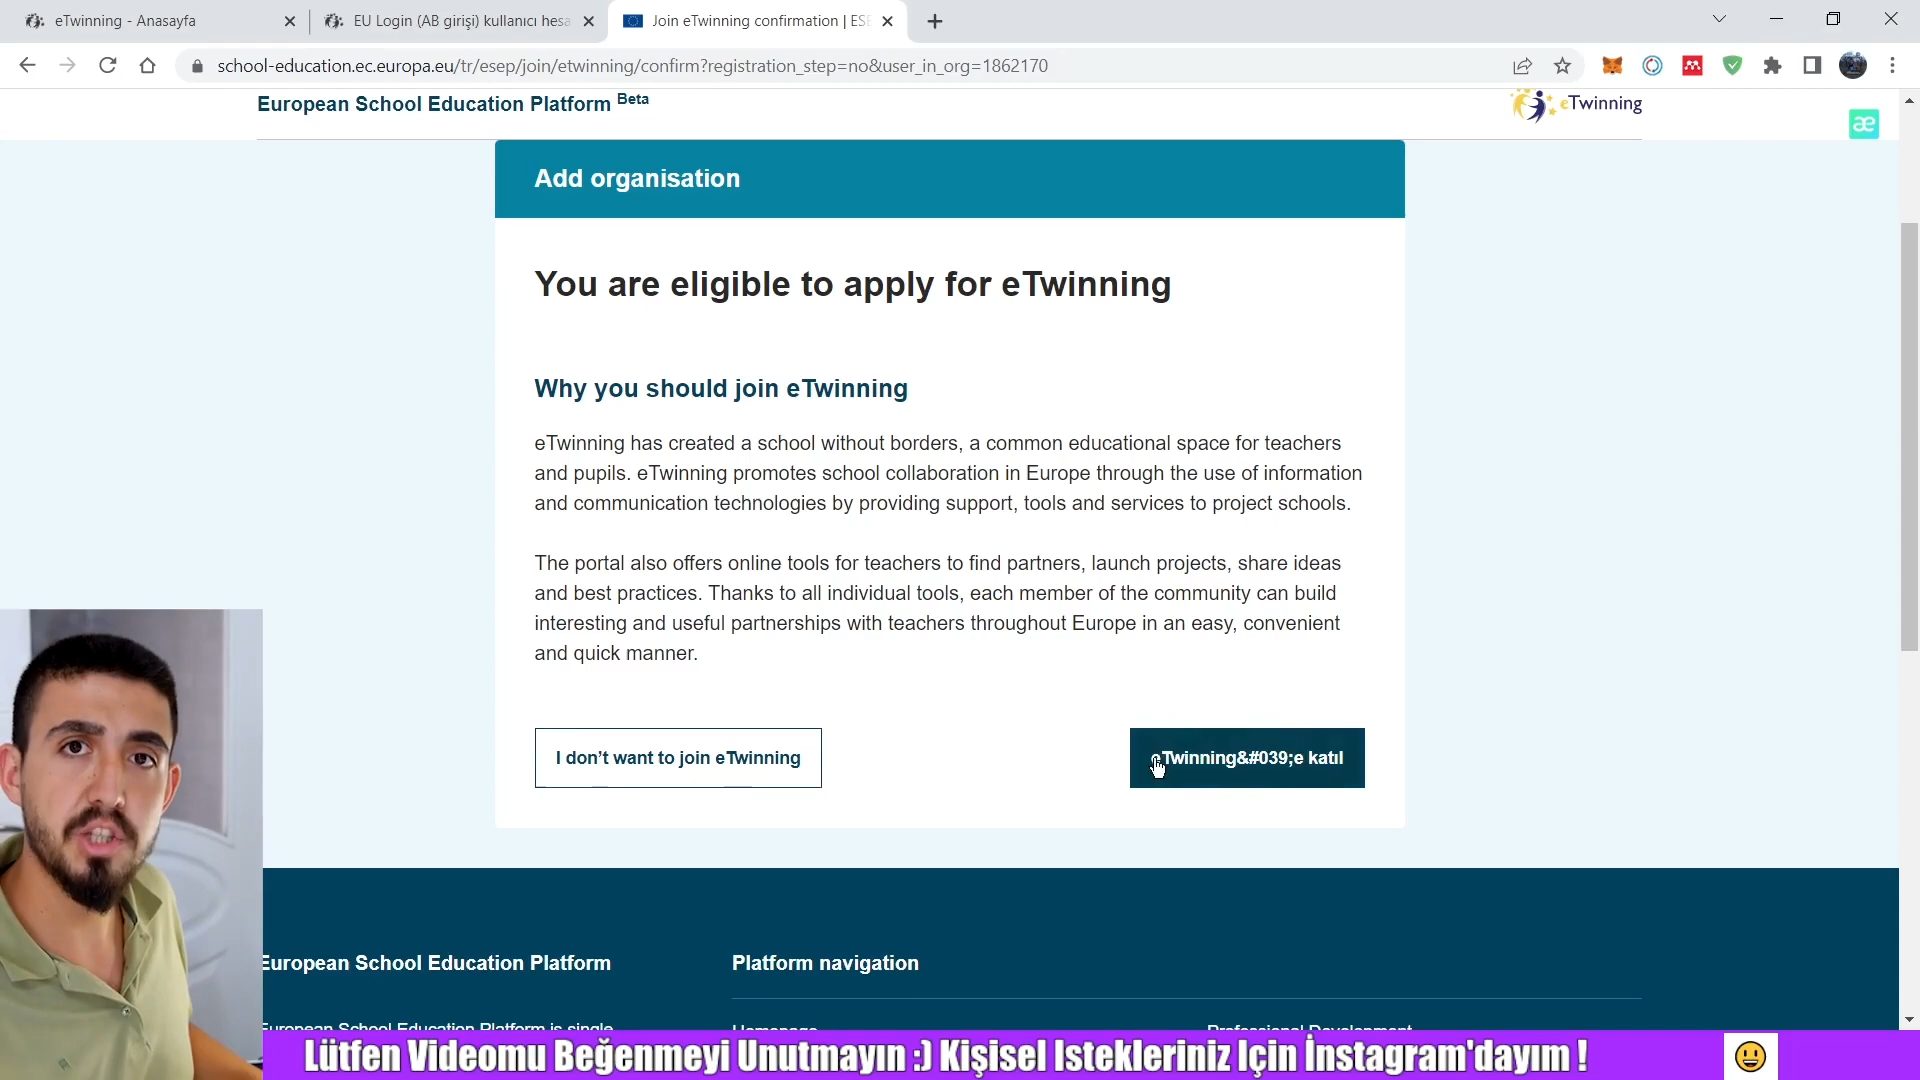 eTwinning - Anasayfa
EU Login (AB girişi) kullanıcı hesa
Join eTwinning confirmation | ESE
school-education.ec.europa.eu/tr/esep/join/etwinning/confirm?registration_step=no&user_in_org=1862170
European School Education Platform Beta
eTwinning
æ
Add organisation
You are eligible to apply for eTwinning
Why you should join eTwinning
eTwinning has created a school without borders, a common educational space for teachers
and pupils. eTwinning promotes school collaboration in Europe through the use of information
and communication technologies by providing support, tools and services to project schools.
The portal also offers online tools for teachers to find partners, launch projects, share ideas
and best practices. Thanks to all individual tools, each member of the community can build
interesting and useful partnerships with teachers throughout Europe in an easy, convenient
and quick manner.
I don’t want to join eTwinning
eTwinning&#039;e katıl
European School Education Platform
Platform navigation
European School Education Platform is single
Homepage
Professional Development
Lütfen Videomu Beğenmeyi Unutmayın :) Kişisel Istekleriniz Için İnstagram'dayım !